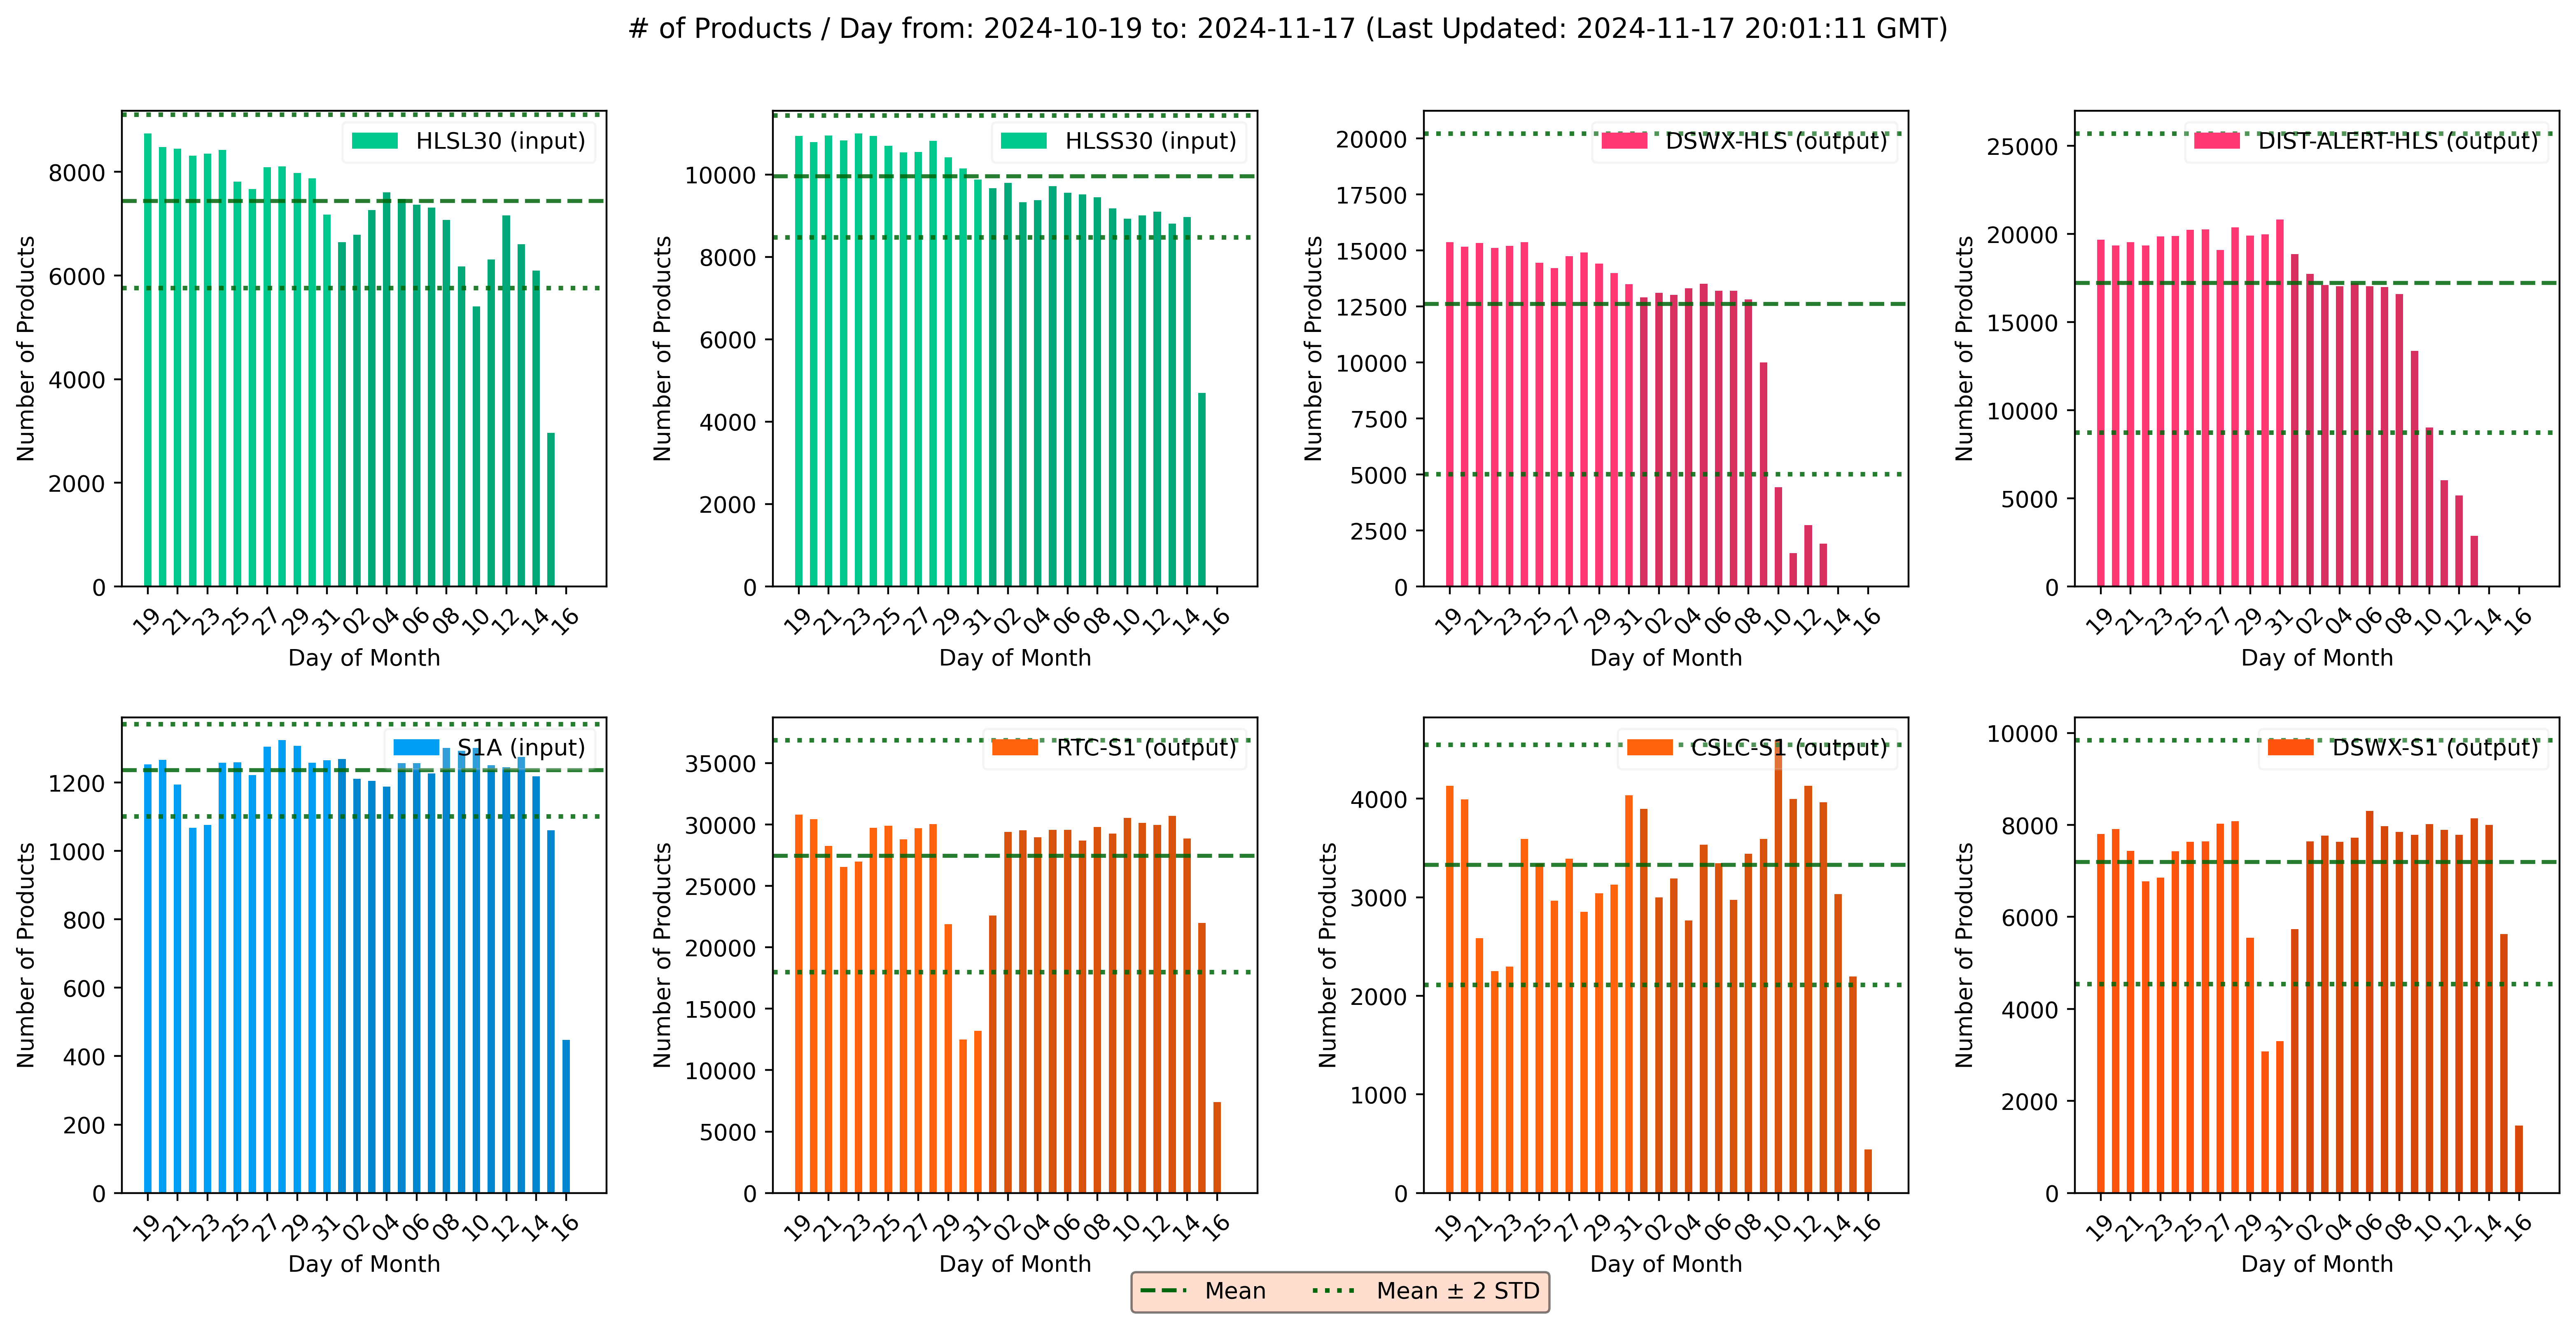 # of Products / Day from: 2024-10-19 to: 2024-11-17 (Last Updated: 2024-11-17 20:01:11 GMT)
HLSL30 (input)
Number of Products
8000
6000
4000
2000
0
19 21 23 25 27 29 31 02 04 06 08 10 12 14 16
Day of Month
HLSS30 (input)
Number of Products
10000
8000
6000
4000
2000
0
19 21 23 25 27 29 31 02 04 06 08 10 12 14 16
Day of Month
DSWX-HLS (output)
Number of Products
20000
17500
15000
12500
10000
7500
5000
2500
0
19 21 23 25 27 29 31 02 04 06 08 10 12 14 16
Day of Month
DIST-ALERT-HLS (output)
Number of Products
25000
20000
15000
10000
5000
0
19 21 23 25 27 29 31 02 04 06 08 10 12 14 16
Day of Month
S1A (input)
Number of Products
1200
1000
800
600
400
200
0
19 21 23 25 27 29 31 02 04 06 08 10 12 14 16
Day of Month
RTC-S1 (output)
Number of Products
35000
30000
25000
20000
15000
10000
5000
0
19 21 23 25 27 29 31 02 04 06 08 10 12 14 16
Day of Month
CSLC-S1 (output)
Number of Products
4000
3000
2000
1000
0
19 21 23 25 27 29 31 02 04 06 08 10 12 14 16
Day of Month
DSWX-S1 (output)
Number of Products
10000
8000
6000
4000
2000
0
19 21 23 25 27 29 31 02 04 06 08 10 12 14 16
Day of Month
Mean
Mean ± 2 STD